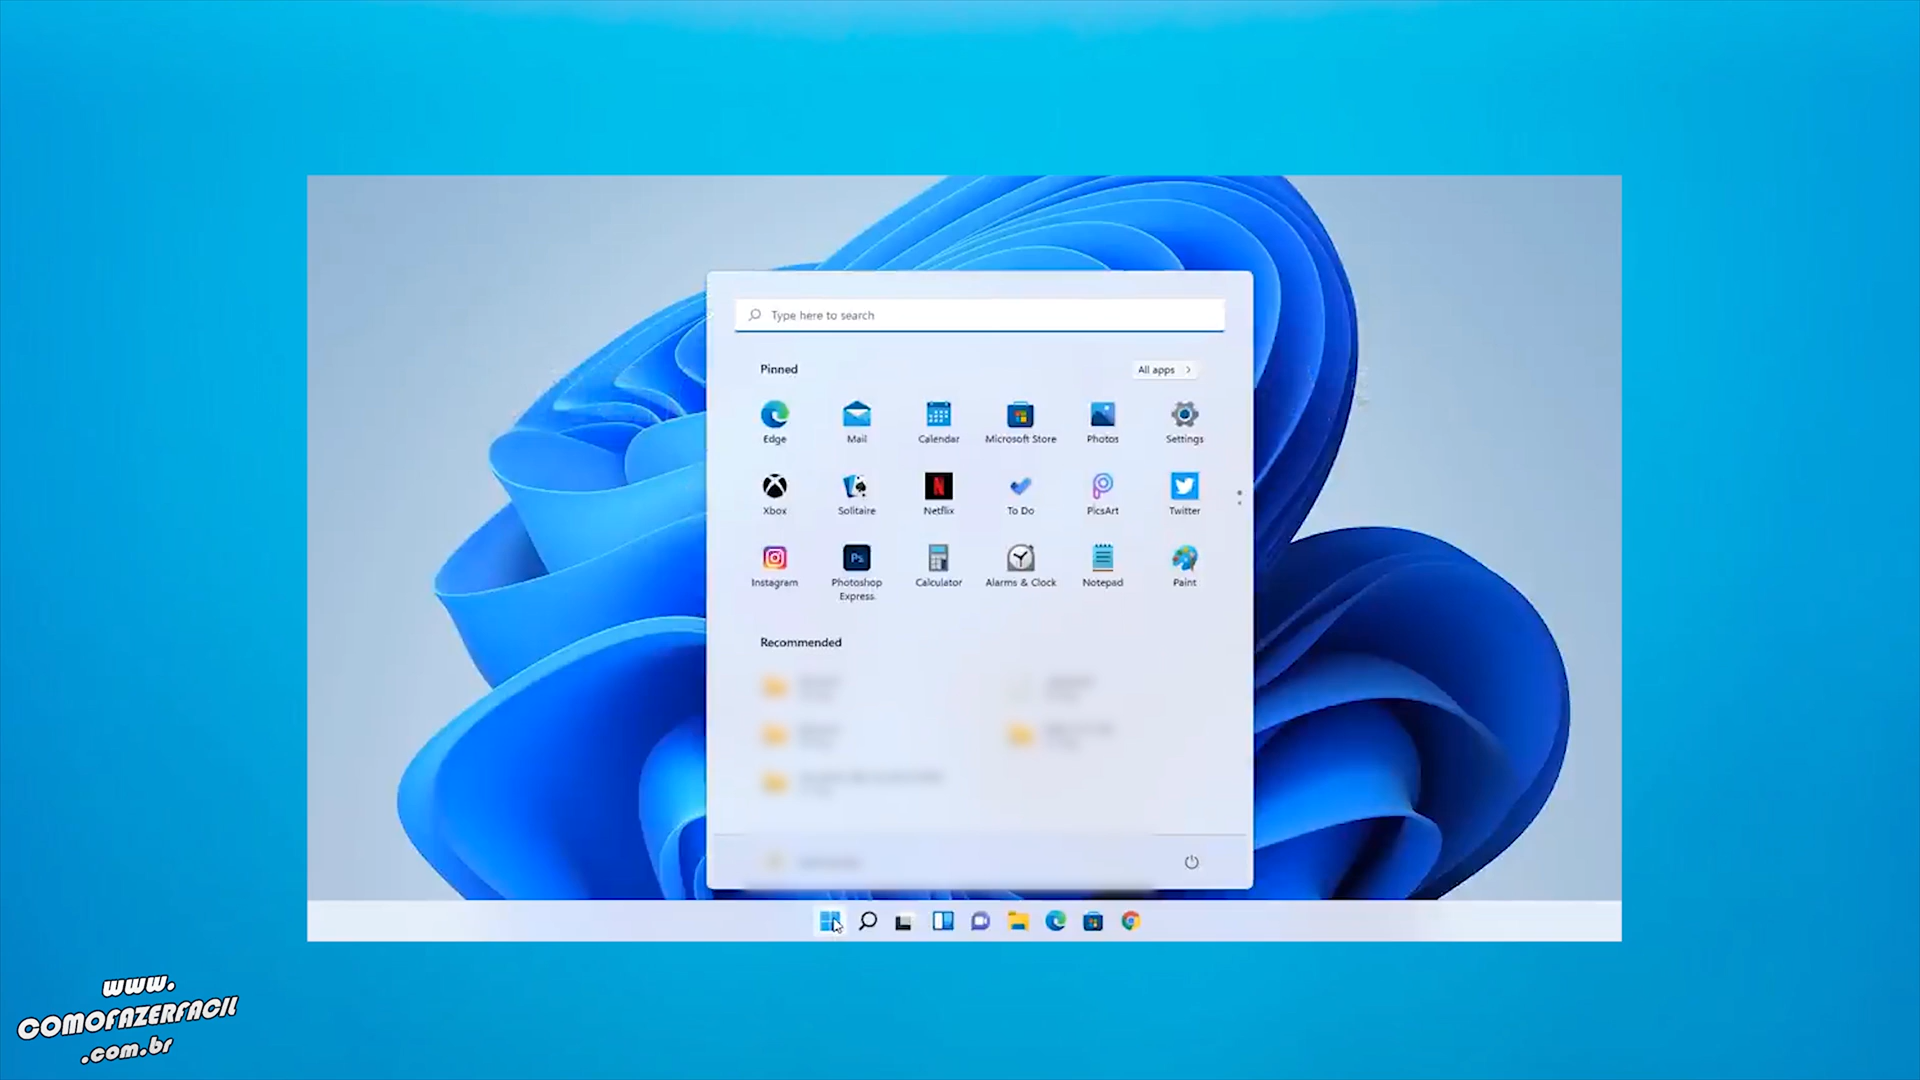 Type here to search
Pinned
All apps
Edge
Mail
Calendar
Microsoft Store
Photos
Settings
Xbox
Solitaire
Netflix
To Do
PicsArt
Twitter
Instagram
Photoshop Express
Calculator
Alarms & Clock
Notepad
Paint
Ps
Recommended
www.
COMOFAZERFACIL
.com.br